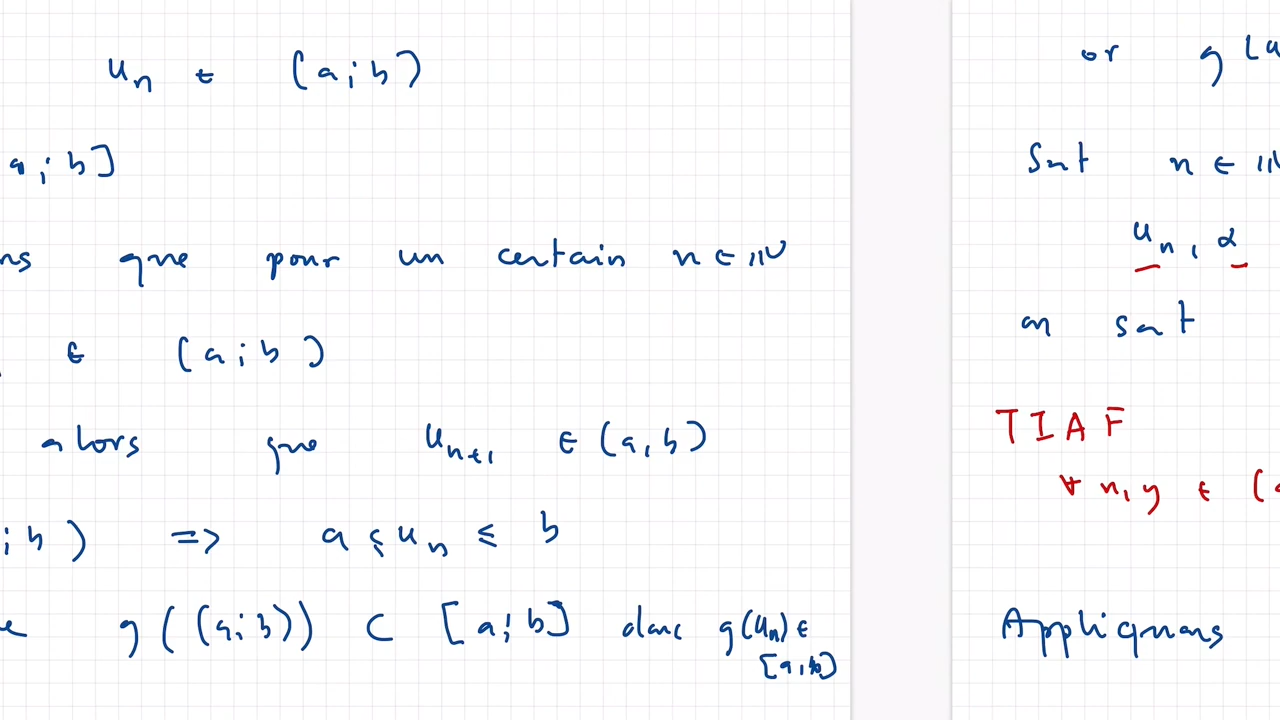 un ∈ [a;b]
a;b]
ns que pour un certain n ∈ ℕ
∈ [a;b]
alors que un+1 ∈ [a,b]
;b] => a ≤ un ≤ b
e g([a;b]) ⊂ [a;b] donc g(un) ∈
[a;b]
or g(u
Soit n ∈ ℕ
un, α
on sait
TIAF
∀ x, y ∈ [a
Appliquons